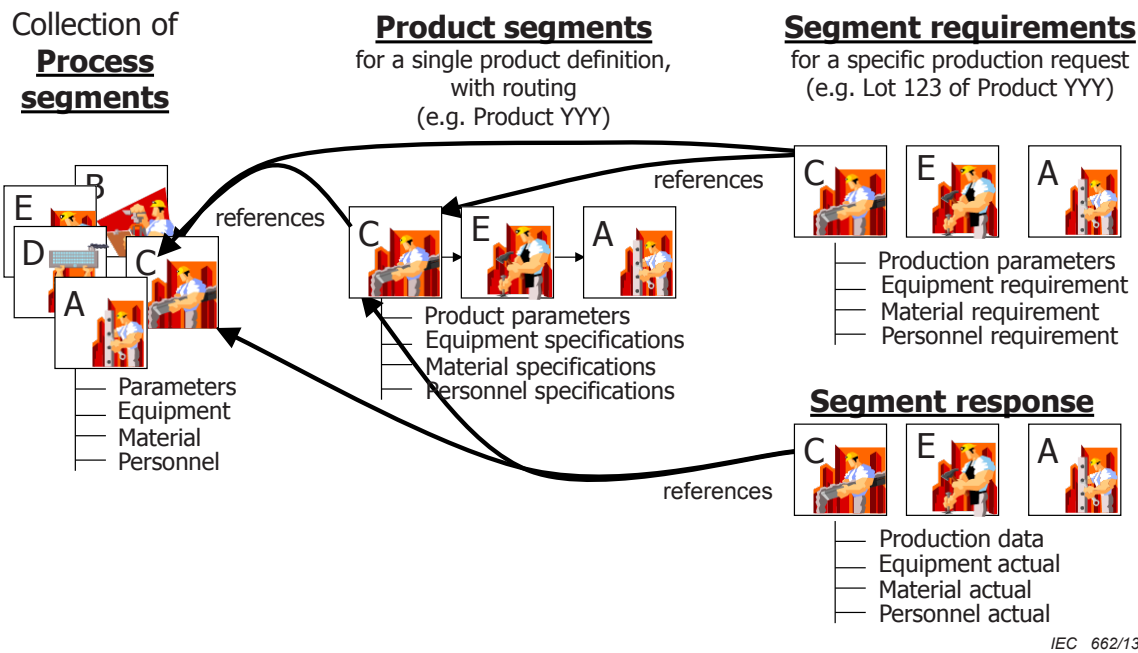 Collection of
Process
segments
Product segments
for a single product definition,
with routing
(e.g. Product YYY)
Segment requirements
for a specific production request
(e.g. Lot 123 of Product YYY)
B
E
D
C
A
references
Parameters
Equipment
Material
Personnel
C
E
A
references
Product parameters
Equipment specifications
Material specifications
Personnel specifications
C
E
A
Production parameters
Equipment requirement
Material requirement
Personnel requirement
Segment response
C
E
A
references
Production data
Equipment actual
Material actual
Personnel actual
IEC 662/13